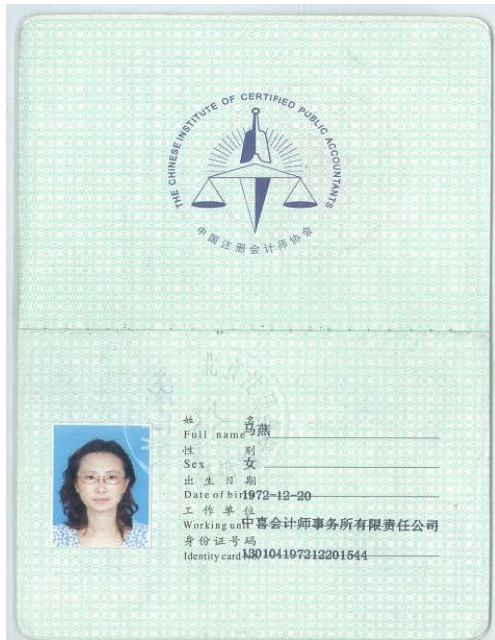 THE CHINESE INSTITUTE OF CERTIFIED PUBLIC ACCOUNTANTS
中国注册会计师协会
姓 名
Full name 马燕
性 别
Sex 女
出生日期
Date of birth 1972-12-20
工作单位
Working unit 中喜会计师事务所有限责任公司
身份证号码
Identity card No. 130104197212201544